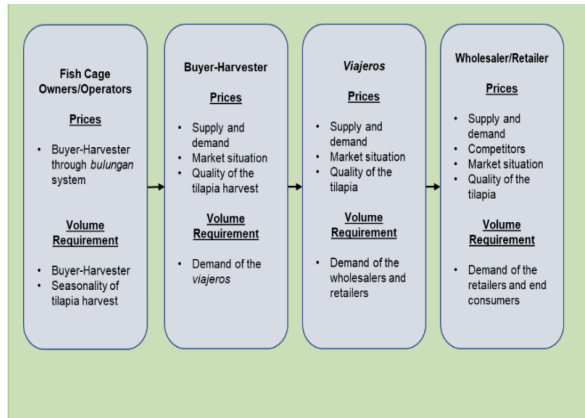 Fish Cage
Owners/Operators
Prices
• Buyer-Harvester
through bulungan
system
Volume
Requirement
• Buyer-Harvester
• Seasonality of
tilapia harvest
Buyer-Harvest
Prices
• Supply and
demand
• Market situation
• Quality of the
tilapia harvest
Volume
Requirement
• Demand of the
viajeros
Viajeros
Prices
• Supply and
demand
• Market situation
• Quality of the
tilapia
Volume
Requirement
• Demand of the
wholesalers and
retailers
Wholesaler/Retailer
Prices
• Supply and
demand
• Competitors
• Market situation
• Quality of the
tilapia
Volume
Requirement
• Demand of the
retailers and end
consumers